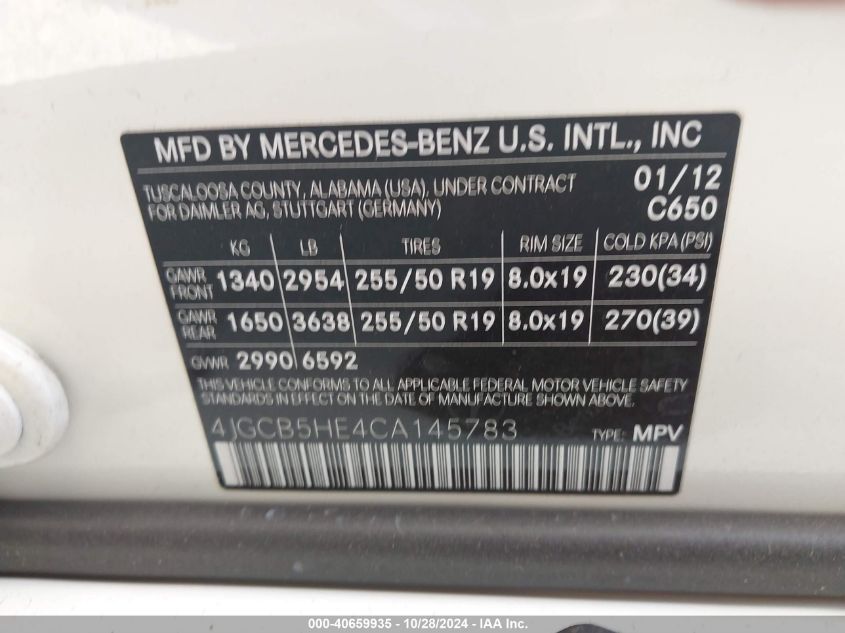 MFD BY MERCEDES-BENZ U.S. INTL., INC
TUSCALOOSA COUNTY, ALABAMA (USA), UNDER CONTRACT
FOR DAIMLER AG, STUTTGART (GERMANY)
01/12
C650
KG LB TIRES RIM SIZE COLD KPA (PSI)
GAWR FRONT 1340 2954 255/50 R19 8.0x19 230(34)
GAWR REAR 1650 3638 255/50 R19 8.0x19 270(39)
GVWR 2990 6592
THIS VEHICLE CONFORMS TO ALL APPLICABLE FEDERAL MOTOR VEHICLE SAFETY
STANDARDS IN EFFECT ON THE DATE OF MANUFACTURE SHOWN ABOVE.
4JGCB5HE4CA145783 TYPE: MPV
000-40659935 - 10/28/2024 - © IAA, Inc.